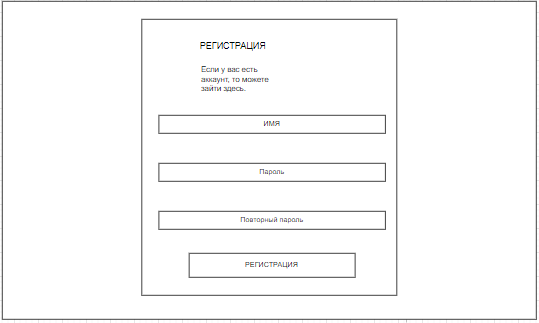 РЕГИСТРАЦИЯ
Если у вас есть
аккаунт, то можете
зайти здесь.
ИМЯ
Пароль
Повторный пароль
РЕГИСТРАЦИЯ